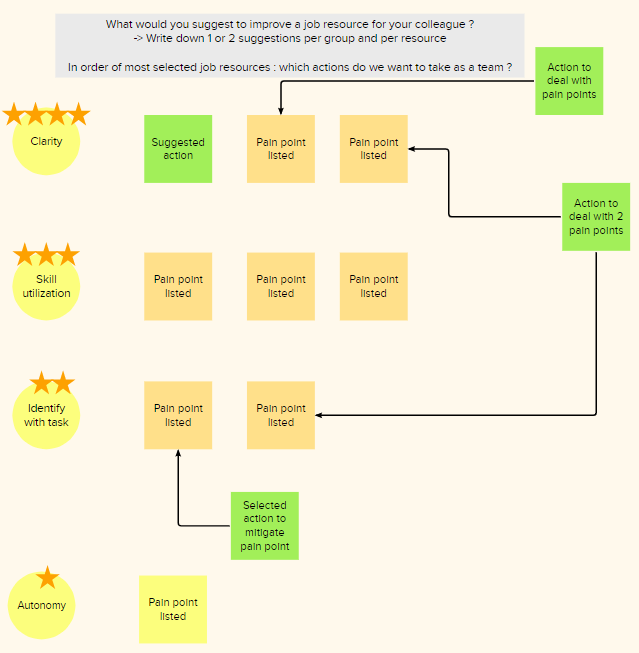 What would you suggest to improve a job resource for your colleague ?
-> Write down 1 or 2 suggestions per group and per resource
In order of most selected job resources : which actions do we want to take as a team ?
Action to
deal with
pain points
Clarity
Suggested
action
Pain point
listed
Pain point
listed
Action to
deal with 2
pain points
Skill
utilization
Pain point
listed
Pain point
listed
Pain point
listed
Identify
with task
Pain point
listed
Pain point
listed
Selected
action to
mitigate
pain point
Autonomy
Pain point
listed